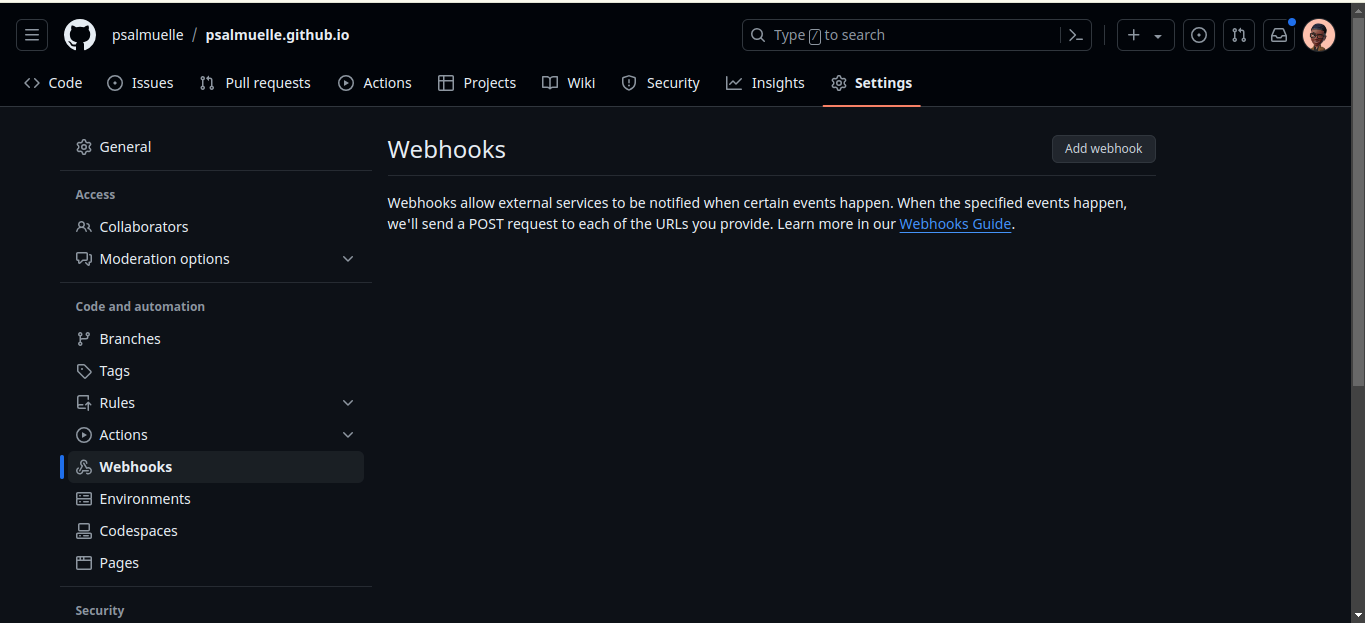 psalmuelle / psalmuelle.github.io
Type / to search
Code Issues Pull requests Actions Projects Wiki Security Insights Settings
General
Access
Collaborators
Moderation options
Code and automation
Branches
Tags
Rules
Actions
Webhooks
Environments
Codespaces
Pages
Security
Webhooks
Add webhook
Webhooks allow external services to be notified when certain events happen. When the specified events happen,
we'll send a POST request to each of the URLs you provide. Learn more in our Webhooks Guide.